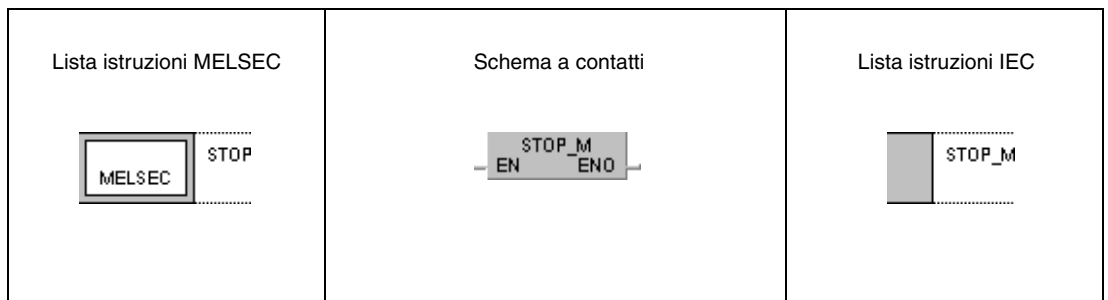 Lista istruzioni MELSEC
MELSEC
STOP
Schema a contatti
STOP_M
EN ENO
Lista istruzioni IEC
STOP_M